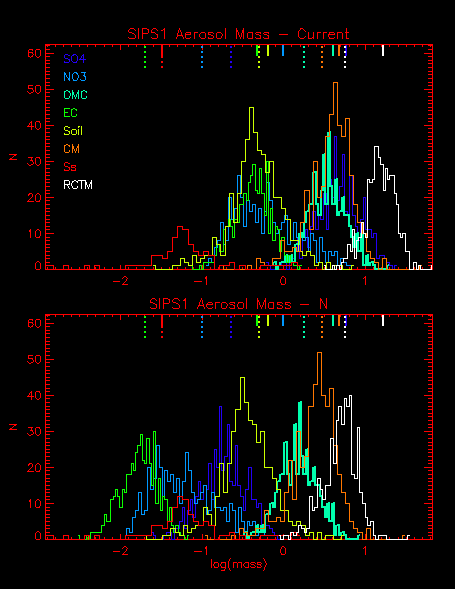 SIPS1 Aerosol Mass - Current
60
50
40
30
20
10
0
N
SO4
NO3
OMC
EC
Soil
CM
Ss
RCTM
-2 -1 0 1
SIPS1 Aerosol Mass - N
60
50
40
30
20
10
0
N
-2 -1 0 1
log(mass)